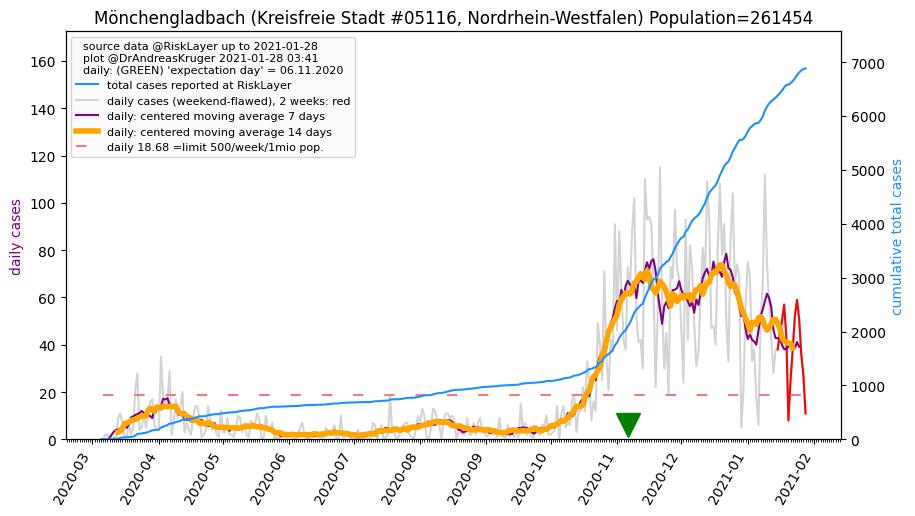 Mönchengladbach (Kreisfreie Stadt #05116, Nordrhein-Westfalen) Population=261454
source data @RiskLayer up to 2021-01-28
plot @DrAndreasKruger 2021-01-28 03:41
daily: (GREEN) 'expectation day' = 06.11.2020
total cases reported at RiskLayer
daily cases (weekend-flawed), 2 weeks: red
daily: centered moving average 7 days
daily: centered moving average 14 days
daily 18.68 =limit 500/week/1mio pop.
daily cases
160
140
120
100
80
60
40
20
0
7000
6000
5000
4000
3000
2000
1000
0
cumulative total cases
2020-03
2020-04
2020-05
2020-06
2020-07
2020-08
2020-09
2020-10
2020-11
2020-12
2021-01
2021-02